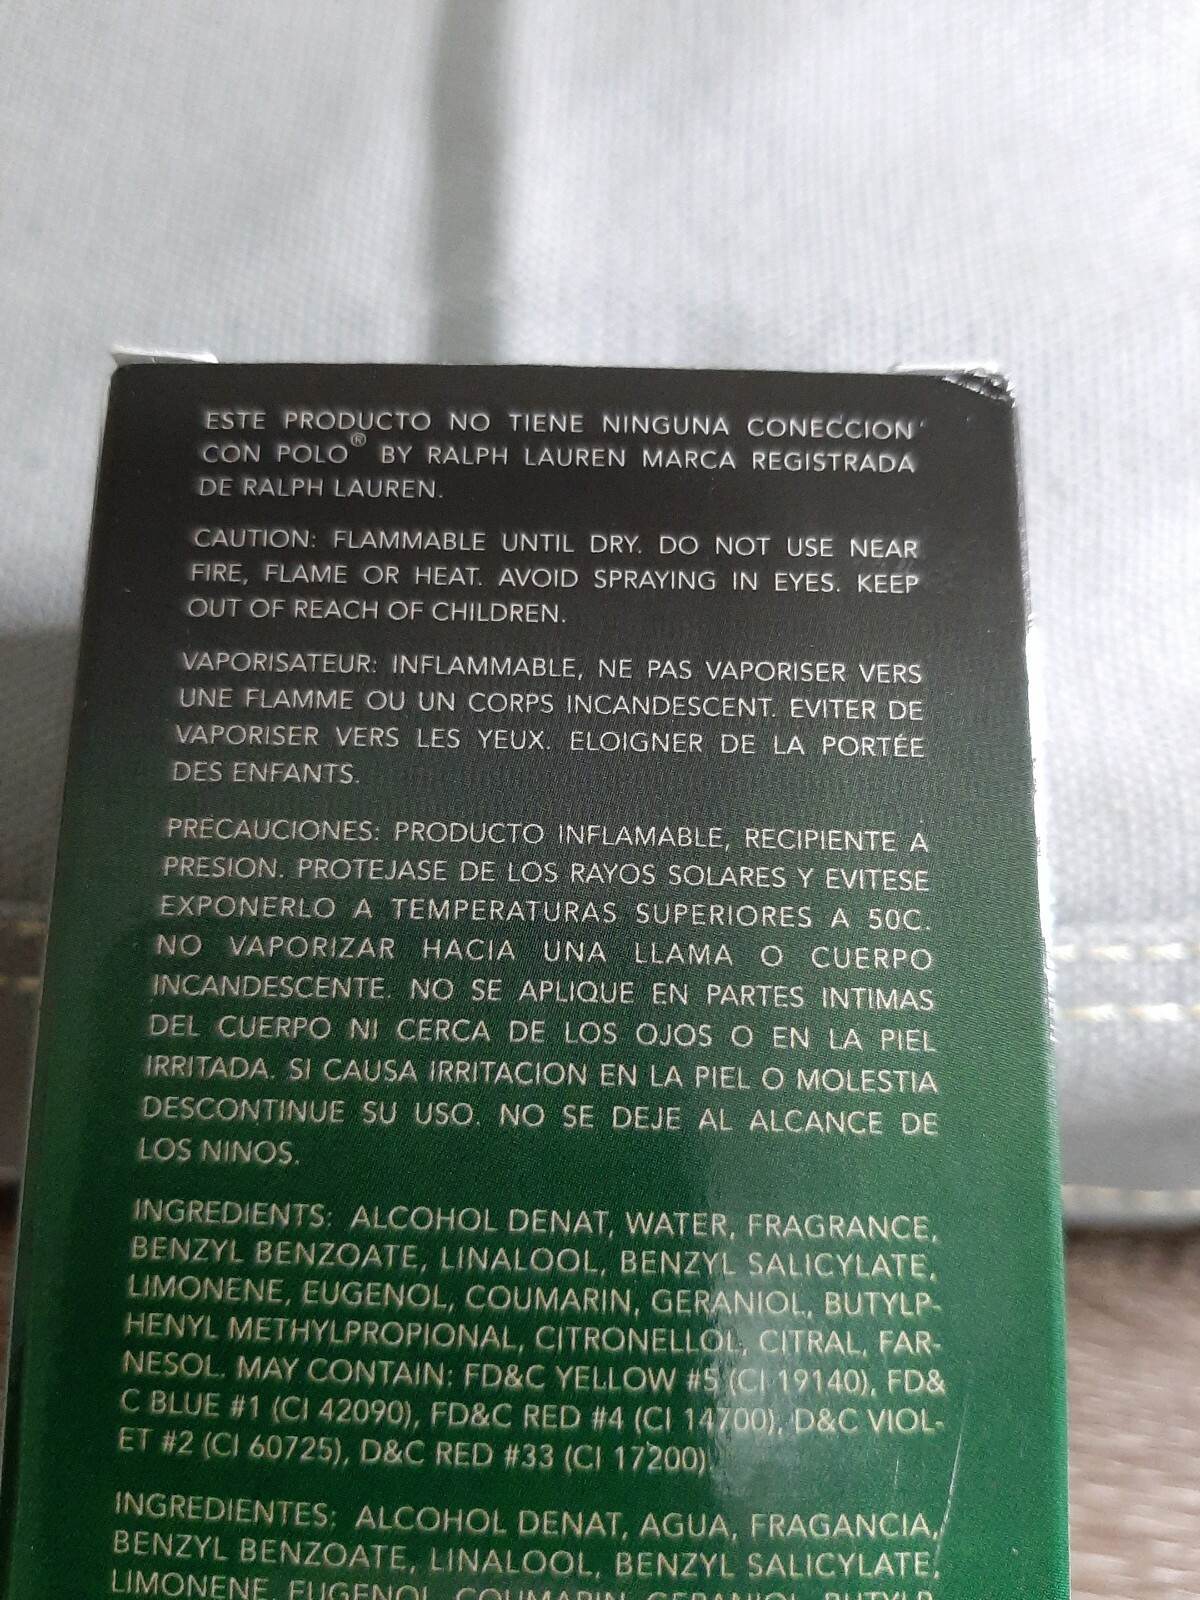 ESTE PRODUCTO NO TIENE NINGUNA CONECCION
CON POLO® BY RALPH LAUREN MARCA REGISTRADA
DE RALPH LAUREN.
CAUTION: FLAMMABLE UNTIL DRY. DO NOT USE NEAR
FIRE, FLAME OR HEAT. AVOID SPRAYING IN EYES. KEEP
OUT OF REACH OF CHILDREN.
VAPORISATEUR: INFLAMMABLE, NE PAS VAPORISER VERS
UNE FLAMME OU UN CORPS INCANDESCENT. EVITER DE
VAPORISER VERS LES YEUX. ELOIGNER DE LA PORTÉE
DES ENFANTS.
PRECAUCIONES: PRODUCTO INFLAMABLE, RECIPIENTE A
PRESION. PROTEJASE DE LOS RAYOS SOLARES Y EVITESE
EXPONERLO A TEMPERATURAS SUPERIORES A 50C.
NO VAPORIZAR HACIA UNA LLAMA O CUERPO
INCANDESCENTE. NO SE APLIQUE EN PARTES INTIMAS
DEL CUERPO NI CERCA DE LOS OJOS O EN LA PIEL
IRRITADA. SI CAUSA IRRITACION EN LA PIEL O MOLESTIA
DESCONTINUE SU USO. NO SE DEJE AL ALCANCE DE
LOS NINOS.
INGREDIENTS: ALCOHOL DENAT, WATER, FRAGRANCE,
BENZYL BENZOATE, LINALOOL, BENZYL SALICYLATE,
LIMONENE, EUGENOL, COUMARIN, GERANIOL, BUTYLP-
HENYL METHYLPROPIONAL, CITRONELLOL, CITRAL, FAR-
NESOL. MAY CONTAIN: FD&C YELLOW #5 (CI 19140), FD&
C BLUE #1 (CI 42090), FD&C RED #4 (CI 14700), D&C VIOL-
ET #2 (CI 60725), D&C RED #33 (CI 17200).
INGREDIENTES: ALCOHOL DENAT, AGUA, FRAGANCIA,
BENZYL BENZOATE, LINALOOL, BENZYL SALICYLATE,
LIMONENE, EUGENOL, COUMARIN, GERANIOL, BUTYLP-